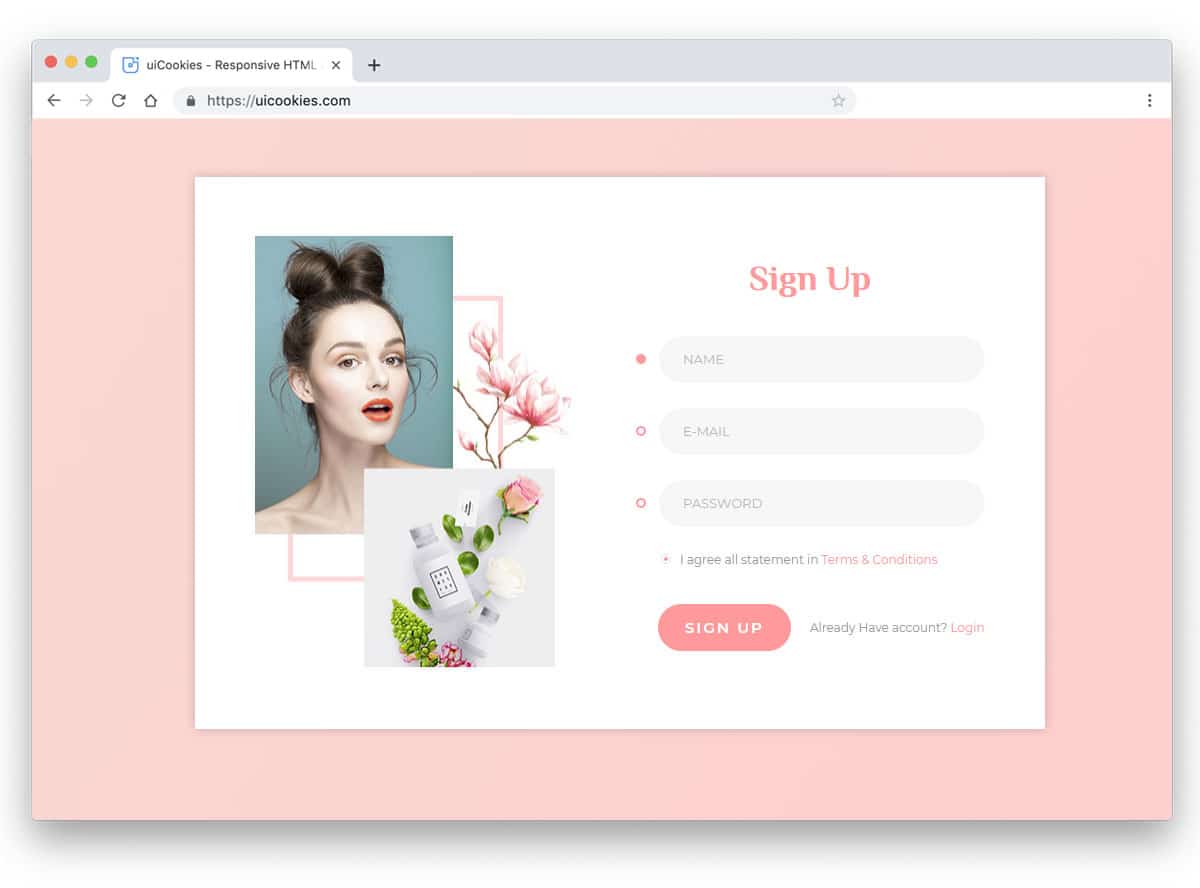 uiCookies - Responsive HTML
https://uicookies.com
Sign Up
NAME
E-MAIL
PASSWORD
I agree all statement in Terms & Conditions
SIGN UP
Already Have account? Login